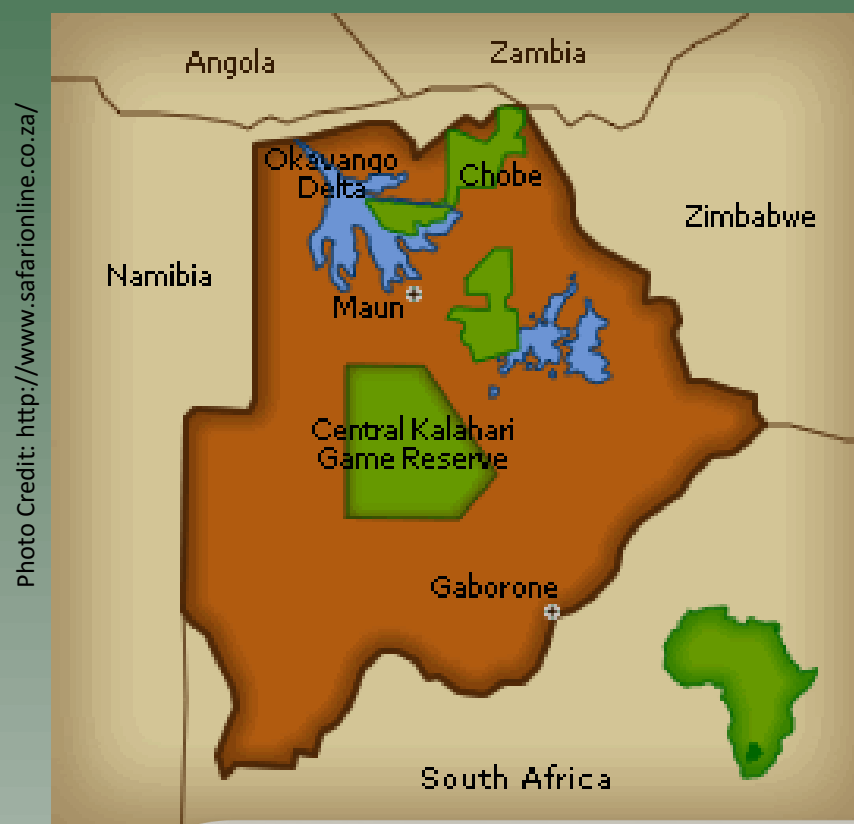 Photo Credit: http://www.safarionline.co.za/
Angola
Zambia
Okavango
Delta
Chobe
Zimbabwe
Namibia
Maun
Central Kalahari
Game Reserve
Gaborone
South Africa